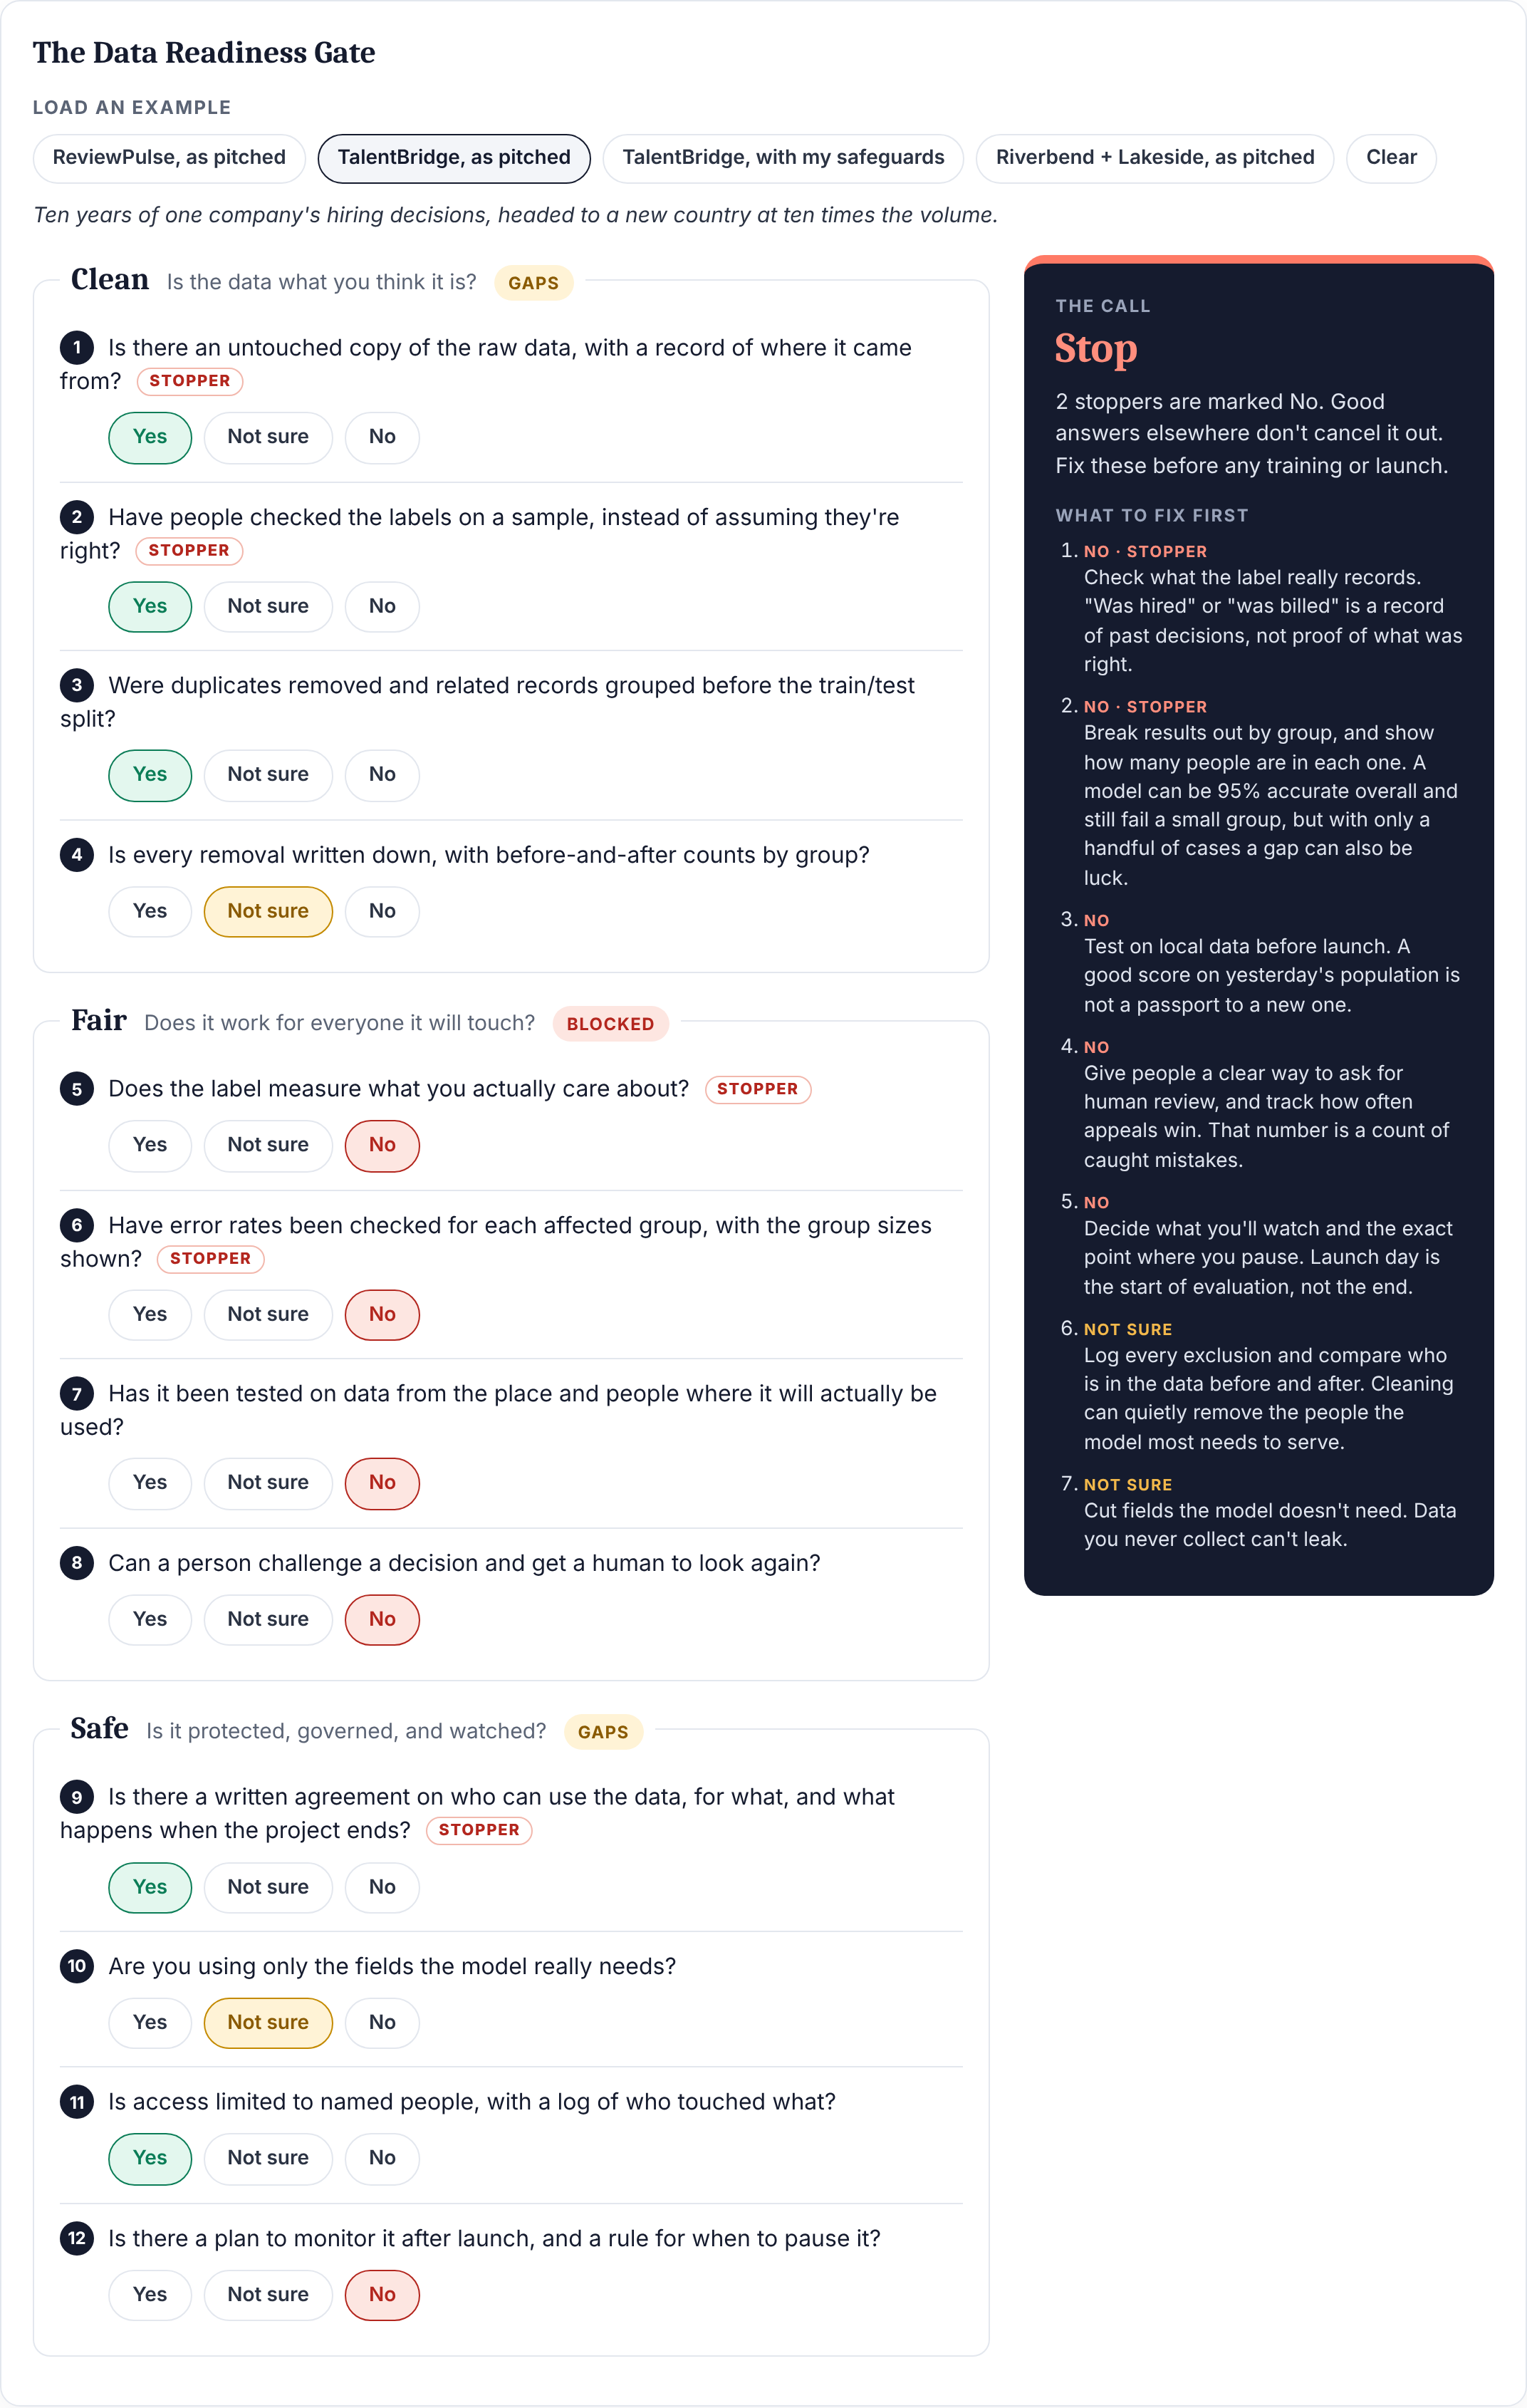 The Data Readiness Gate
LOAD AN EXAMPLE
ReviewPulse, as pitched
TalentBridge, as pitched
TalentBridge, with my safeguards
Riverbend + Lakeside, as pitched
Clear
Ten years of one company's hiring decisions, headed to a new country at ten times the volume.
Clean Is the data what you think it is? GAPS
1 Is there an untouched copy of the raw data, with a record of where it came
from? STOPPER
Yes Not sure No
2 Have people checked the labels on a sample, instead of assuming they're
right? STOPPER
Yes Not sure No
3 Were duplicates removed and related records grouped before the train/test
split?
Yes Not sure No
4 Is every removal written down, with before-and-after counts by group?
Yes Not sure No
Fair Does it work for everyone it will touch? BLOCKED
5 Does the label measure what you actually care about? STOPPER
Yes Not sure No
6 Have error rates been checked for each affected group, with the group sizes
shown? STOPPER
Yes Not sure No
7 Has it been tested on data from the place and people where it will actually be
used?
Yes Not sure No
8 Can a person challenge a decision and get a human to look again?
Yes Not sure No
Safe Is it protected, governed, and watched? GAPS
9 Is there a written agreement on who can use the data, for what, and what
happens when the project ends? STOPPER
Yes Not sure No
10 Are you using only the fields the model really needs?
Yes Not sure No
11 Is access limited to named people, with a log of who touched what?
Yes Not sure No
12 Is there a plan to monitor it after launch, and a rule for when to pause it?
Yes Not sure No
THE CALL
Stop
2 stoppers are marked No. Good
answers elsewhere don't cancel it out.
Fix these before any training or launch.
WHAT TO FIX FIRST
1. NO · STOPPER
Check what the label really records.
"Was hired" or "was billed" is a record
of past decisions, not proof of what was
right.
2. NO · STOPPER
Break results out by group, and show
how many people are in each one. A
model can be 95% accurate overall and
still fail a small group, but with only a
handful of cases a gap can also be
luck.
3. NO
Test on local data before launch. A
good score on yesterday's population is
not a passport to a new one.
4. NO
Give people a clear way to ask for
human review, and track how often
appeals win. That number is a count of
caught mistakes.
5. NO
Decide what you'll watch and the exact
point where you pause. Launch day is
the start of evaluation, not the end.
6. NOT SURE
Log every exclusion and compare who
is in the data before and after. Cleaning
can quietly remove the people the
model most needs to serve.
7. NOT SURE
Cut fields the model doesn't need. Data
you never collect can't leak.